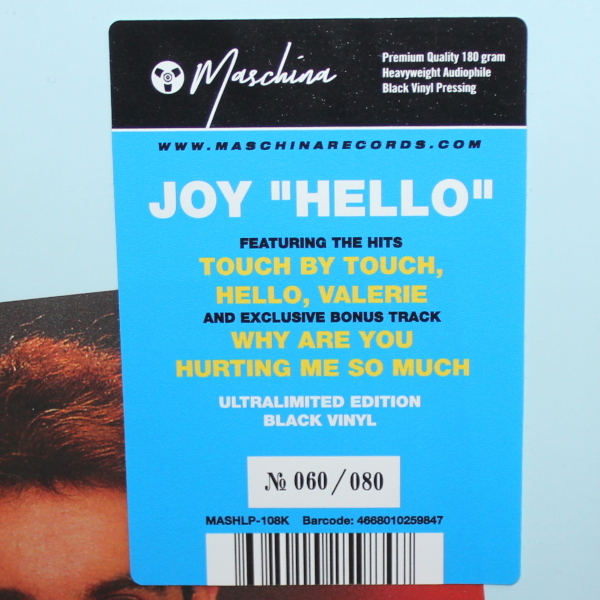 Maschina
Premium Quality 180 gram
Heavyweight Audiophile
Black Vinyl Pressing
WWW.MASCHINARECORDS.COM
JOY "HELLO"
FEATURING THE HITS
TOUCH BY TOUCH,
HELLO, VALERIE
AND EXCLUSIVE BONUS TRACK
WHY ARE YOU
HURTING ME SO MUCH
ULTRALIMITED EDITION
BLACK VINYL
№ 060/080
MASHLP-108K Barcode: 4668010259847